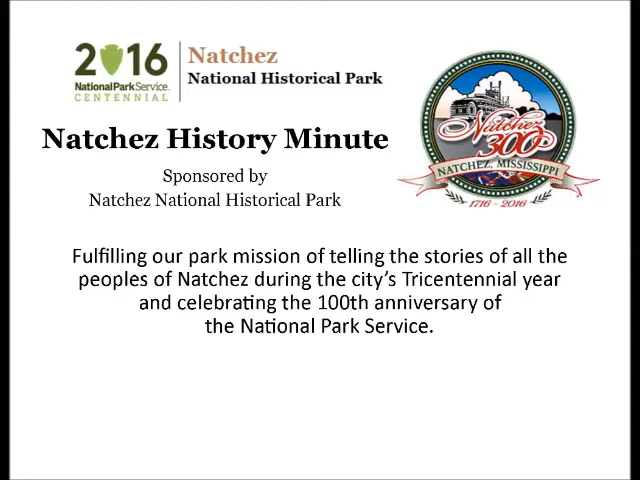 2016
National Park Service®
CENTENNIAL
Natchez
National Historical Park
Natchez History Minute
Sponsored by
Natchez National Historical Park
Natchez
300
NATCHEZ, MISSISSIPPI
1716 - 2016
Fulfilling our park mission of telling the stories of all the
peoples of Natchez during the city’s Tricentennial year
and celebrating the 100th anniversary of
the National Park Service.